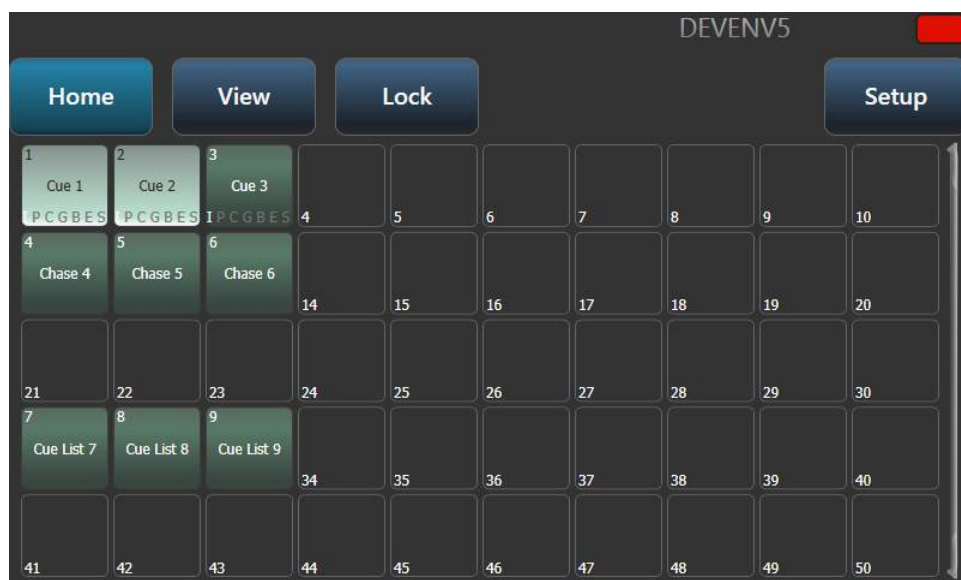 DEVENV5
Home View Lock Setup
1 2 3
Cue 1 Cue 2 Cue 3
IPCGBES IPCGBES IPCGBES 4 5 6 7 8 9 10
4 5 6
Chase 4 Chase 5 Chase 6
14 15 16 17 18 19 20
21 22 23 24 25 26 27 28 29 30
7 8 9
Cue List 7 Cue List 8 Cue List 9
34 35 36 37 38 39 40
41 42 43 44 45 46 47 48 49 50